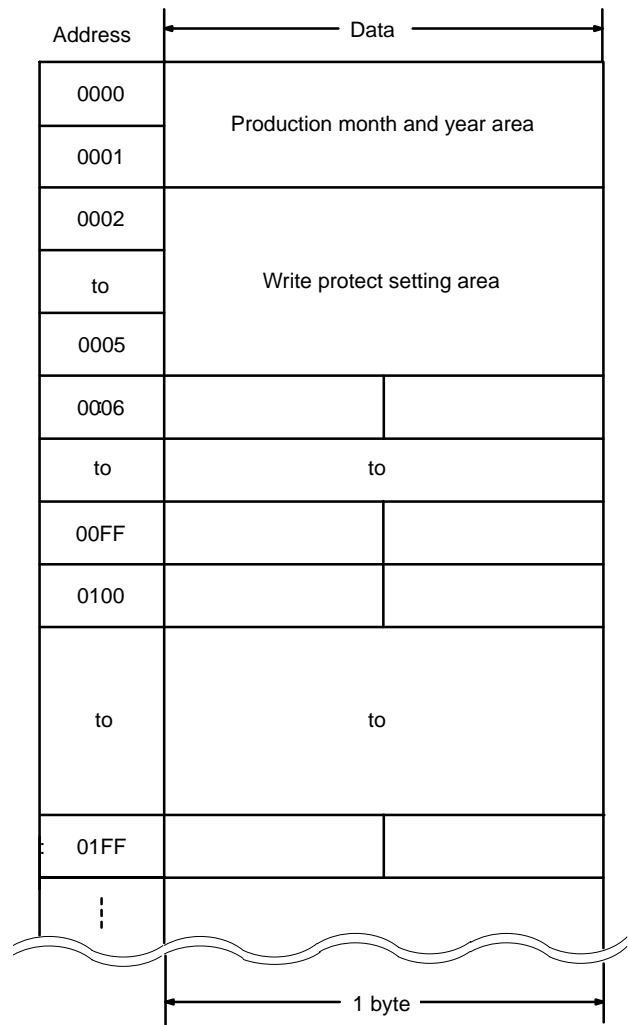 Address Data
0000
Production month and year area
0001
0002
to Write protect setting area
0005
0006
to to
00FF
0100
to to
01FF
1 byte